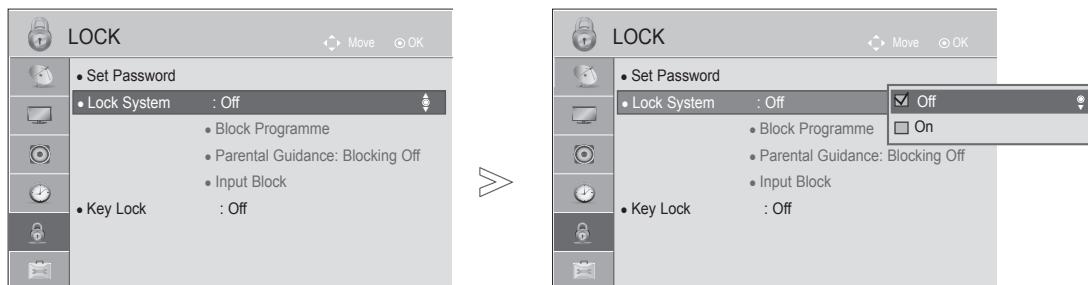 LOCK
Move OK
• Set Password
• Lock System : Off
• Block Programme
• Parental Guidance: Blocking Off
• Input Block
• Key Lock : Off
LOCK
Move OK
• Set Password
• Lock System : Off
Off
On
• Block Programme
• Parental Guidance: Blocking Off
• Input Block
• Key Lock : Off